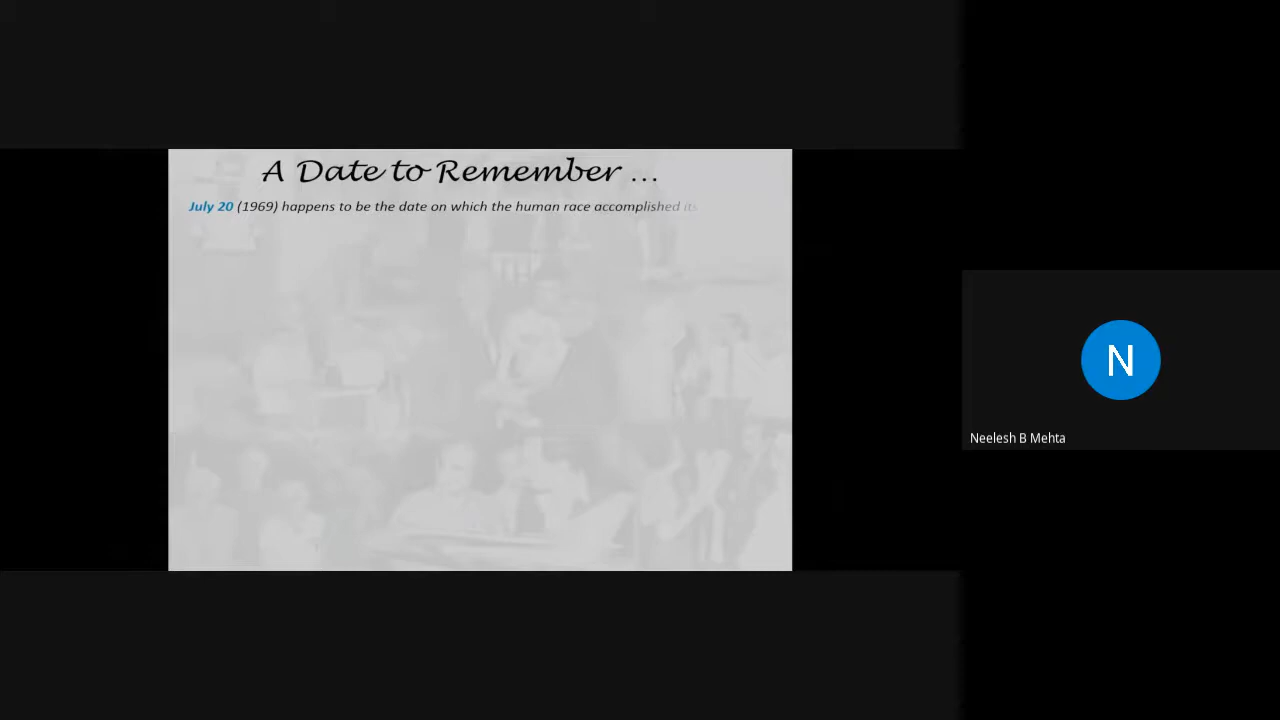 A Date to Remember ...
July 20 (1969) happens to be the date on which the human race accomplished its
N
Neelesh B Mehta